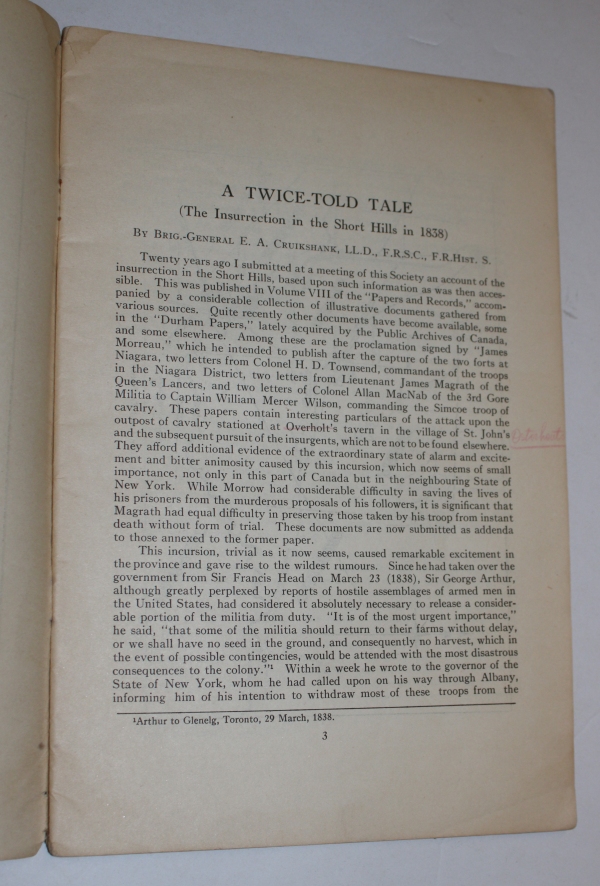 A TWICE-TOLD TALE
(The Insurrection in the Short Hills in 1838)
By Brig.-General E. A. Cruikshank, LL.D., F.R.S.C., F.R.Hist. S.
Twenty years ago I submitted at a meeting of this Society an account of the
insurrection in the Short Hills, based upon such information as was then acces-
sible. This was published in Volume VIII of the "Papers and Records," accom-
panied by a considerable collection of illustrative documents gathered from
various sources. Quite recently other documents have become available, some
in the "Durham Papers," lately acquired by the Public Archives of Canada,
and some elsewhere. Among these are the proclamation signed by "James
Morreau," which he intended to publish after the capture of the two forts at
Niagara, two letters from Colonel H. D. Townsend, commandant of the troops
in the Niagara District, two letters from Lieutenant James Magrath of the
Queen's Lancers, and two letters of Colonel Allan MacNab of the 3rd Gore
Militia to Captain William Mercer Wilson, commanding the Simcoe troop of
cavalry. These papers contain interesting particulars of the attack upon the
outpost of cavalry stationed at Overholt's tavern in the village of St. John's
and the subsequent pursuit of the insurgents, which are not to be found elsewhere.
They afford additional evidence of the extraordinary state of alarm and excite-
ment and bitter animosity caused by this incursion, which now seems of small
importance, not only in this part of Canada but in the neighbouring State of
New York. While Morrow had considerable difficulty in saving the lives of
his prisoners from the murderous proposals of his followers, it is significant that
Magrath had equal difficulty in preserving those taken by his troop from instant
death without form of trial. These documents are now submitted as addenda
to those annexed to the former paper.
This incursion, trivial as it now seems, caused remarkable excitement in
the province and gave rise to the wildest rumours. Since he had taken over the
government from Sir Francis Head on March 23 (1838), Sir George Arthur,
although greatly perplexed by reports of hostile assemblages of armed men in
the United States, had considered it absolutely necessary to release a consider-
able portion of the militia from duty. "It is of the most urgent importance,"
he said, "that some of the militia should return to their farms without delay,
or we shall have no seed in the ground, and consequently no harvest, which in
the event of possible contingencies, would be attended with the most disastrous
consequences to the colony."¹ Within a week he wrote to the governor of the
State of New York, whom he had called upon on his way through Albany,
informing him of his intention to withdraw most of these troops from the
¹Arthur to Glenelg, Toronto, 29 March, 1838.
3